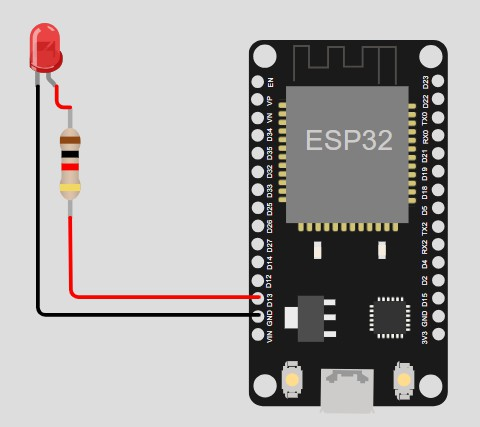 ESP32
EN
VP
VN
D34
D35
D32
D33
D25
D26
D27
D14
D12
D13
GND
VIN
D23
D22
TX0
RX0
D21
D19
D18
D5
TX2
RX2
D4
D2
D15
GND
3V3